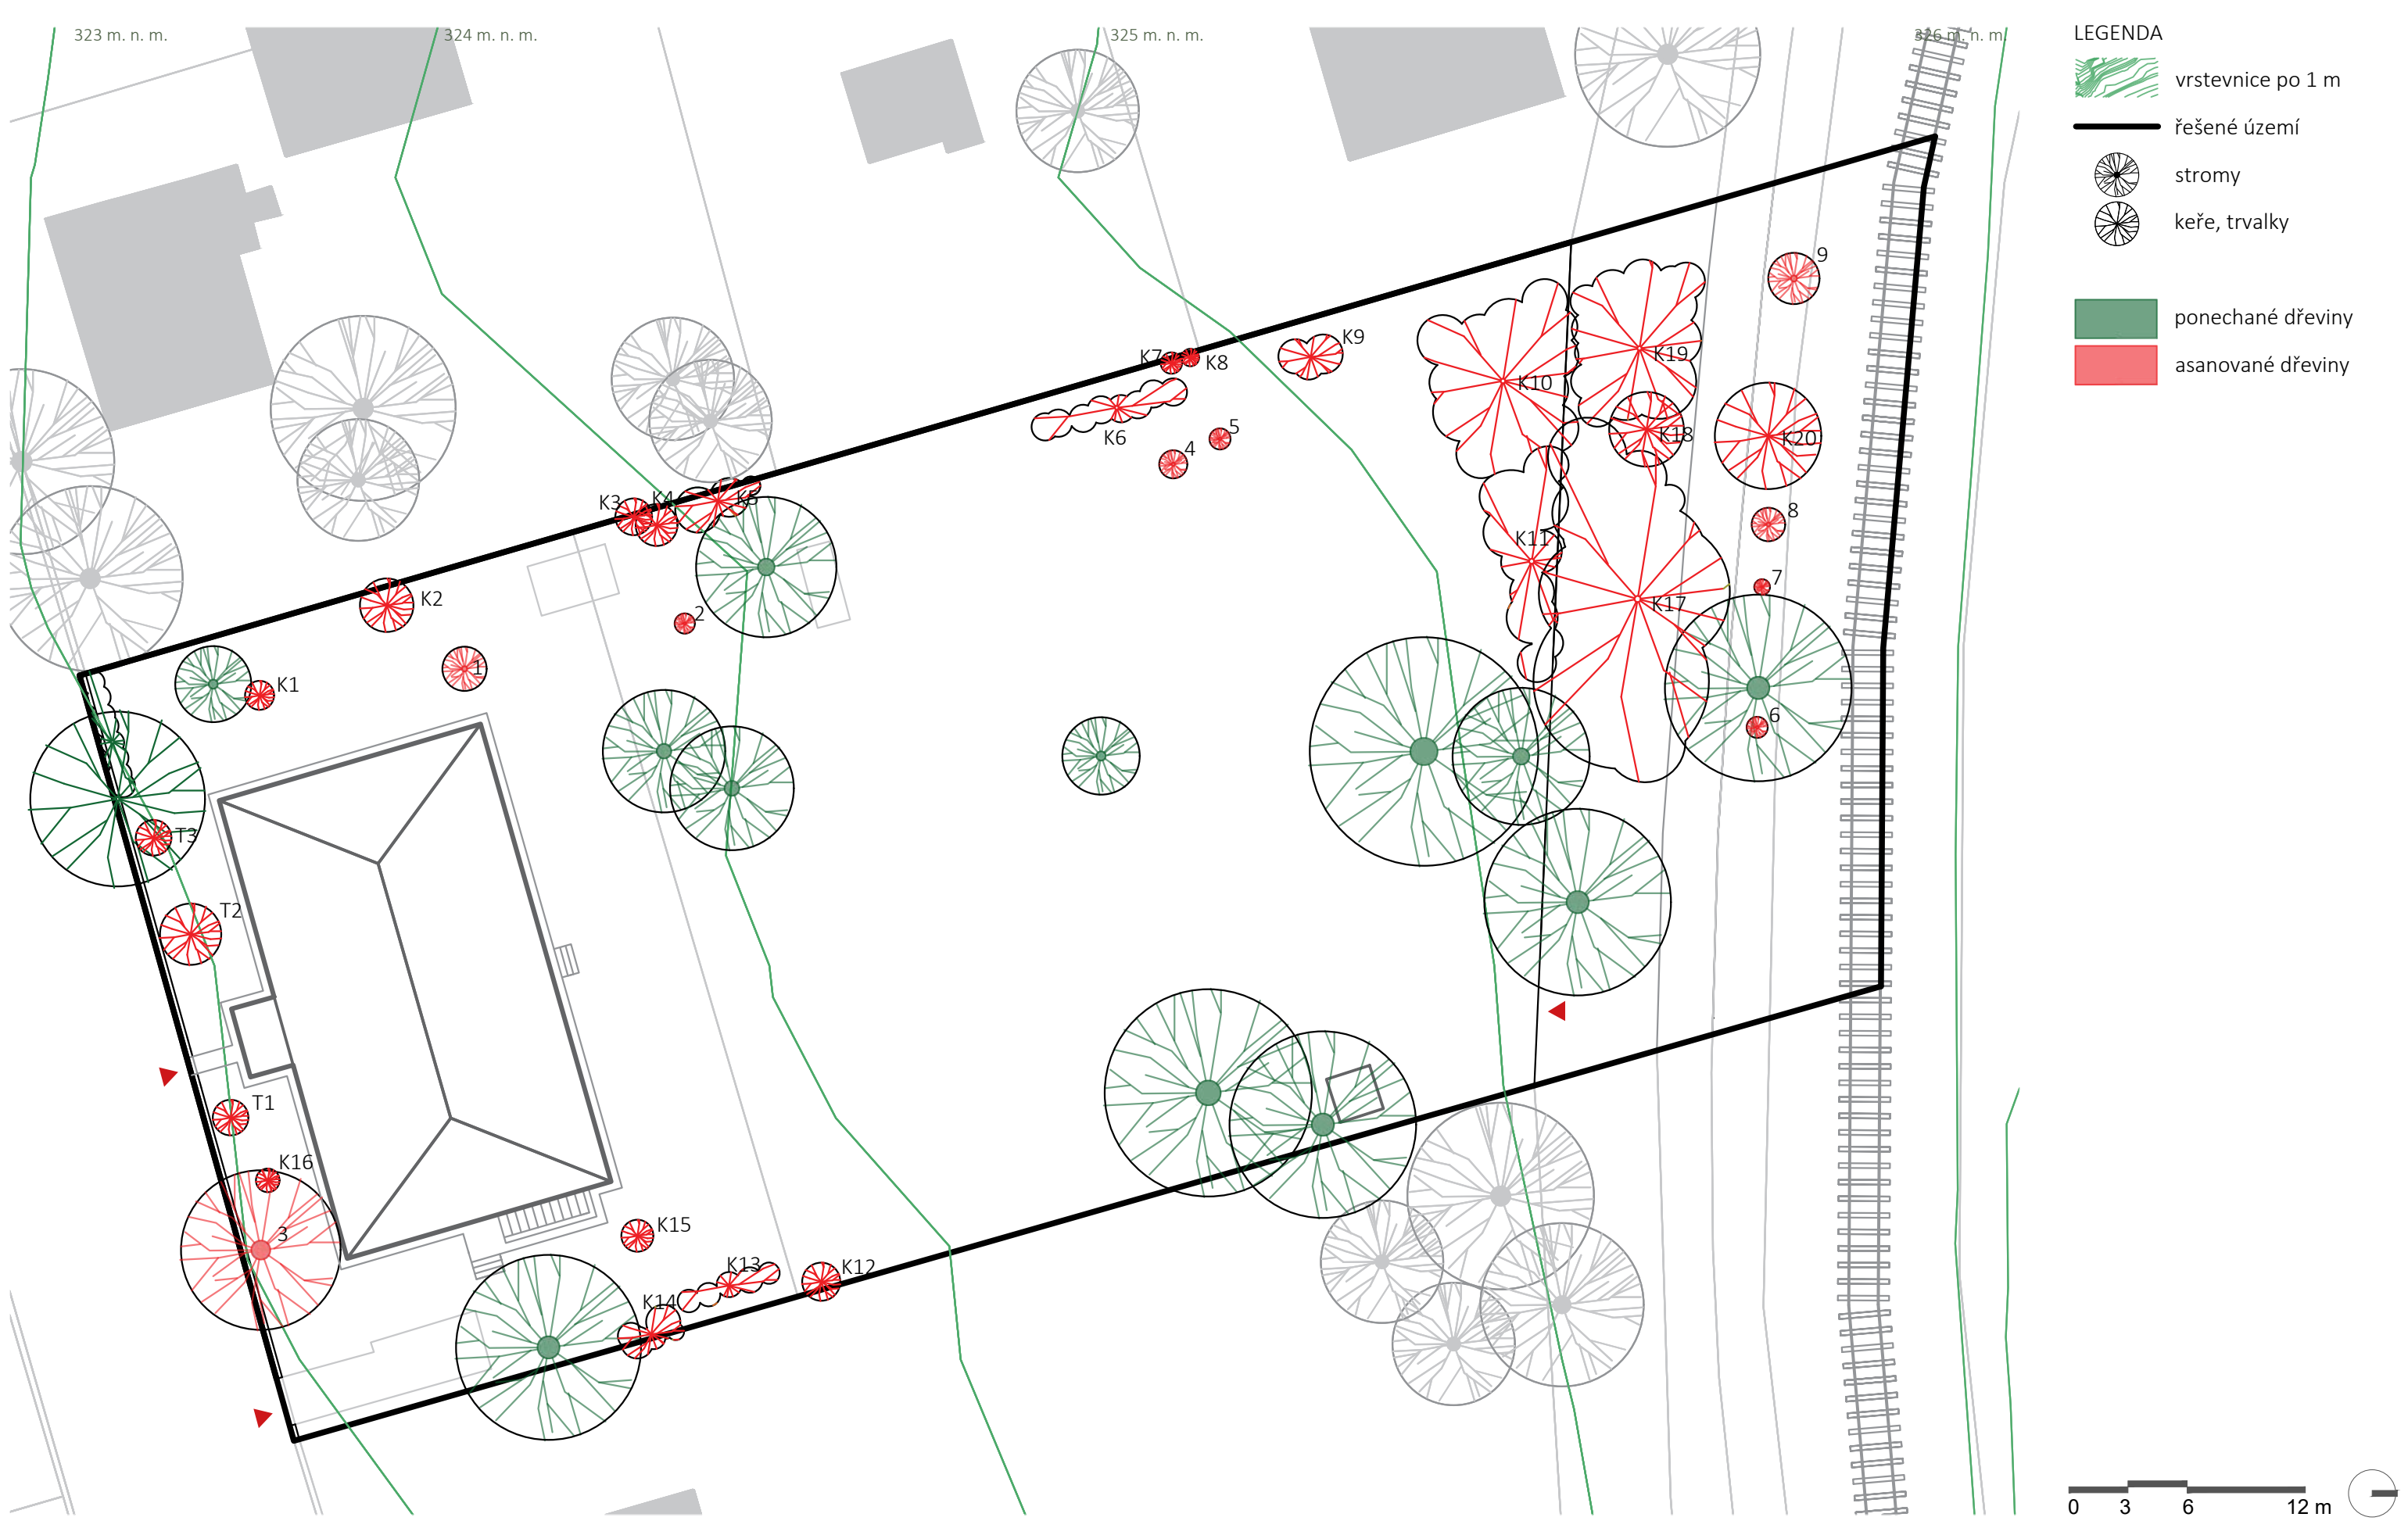 323 m. n. m.
324 m. n. m.
325 m. n. m.
326 m. n. m.
LEGENDA
vrstevnice po 1 m
řešené území
stromy
keře, trvalky
ponechané dřeviny
asanované dřeviny
9
K7
K8
K9
K10
K19
K6
5
4
K18
K20
K3
K4
K5
8
K11
K2
7
K17
2
1
K1
6
T3
T2
T1
K16
3
K15
K13
K12
K14
0
3
6
12 m